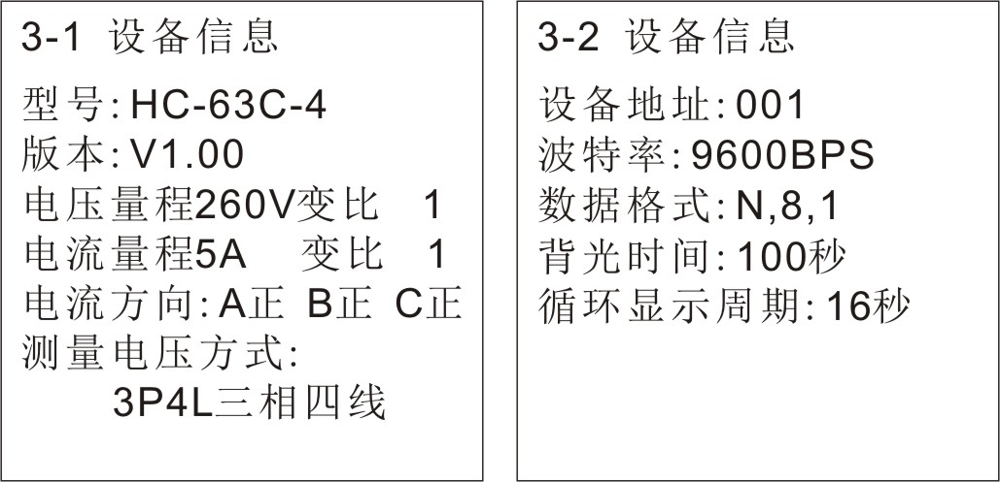 3-1 设备信息
型号:HC-63C-4
版本:V1.00
电压量程260V变比 1
电流量程5A 变比 1
电流方向:A正 B正 C正
测量电压方式:
3P4L三相四线
3-2 设备信息
设备地址:001
波特率:9600BPS
数据格式:N,8,1
背光时间:100秒
循环显示周期:16秒